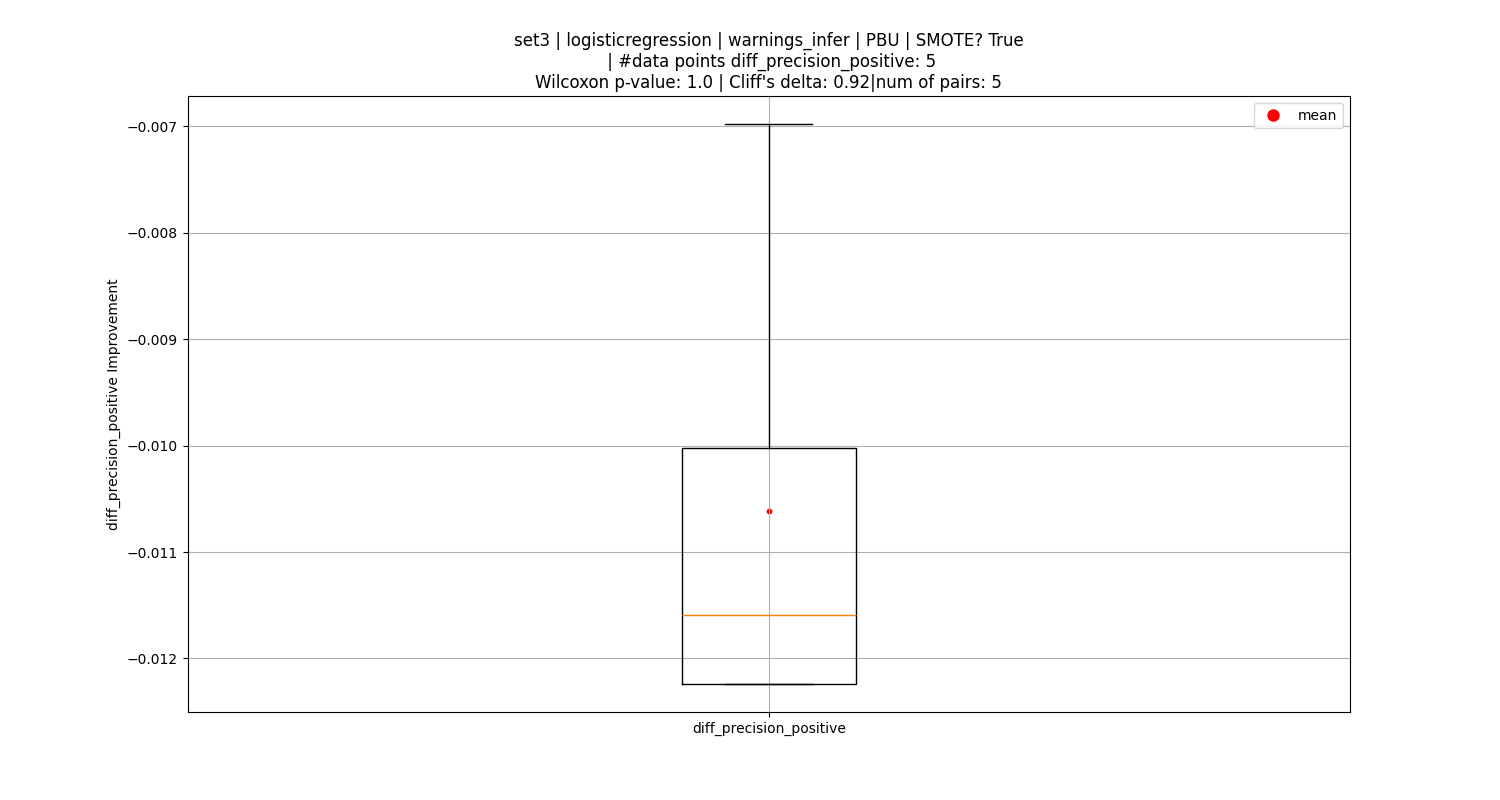 set3 | logisticregression | warnings_infer | PBU | SMOTE? True
| #data points diff_precision_positive: 5
Wilcoxon p-value: 1.0 | Cliff's delta: 0.92|num of pairs: 5
mean
−0.007
−0.008
−0.009
−0.010
−0.011
−0.012
diff_precision_positive Improvement
diff_precision_positive